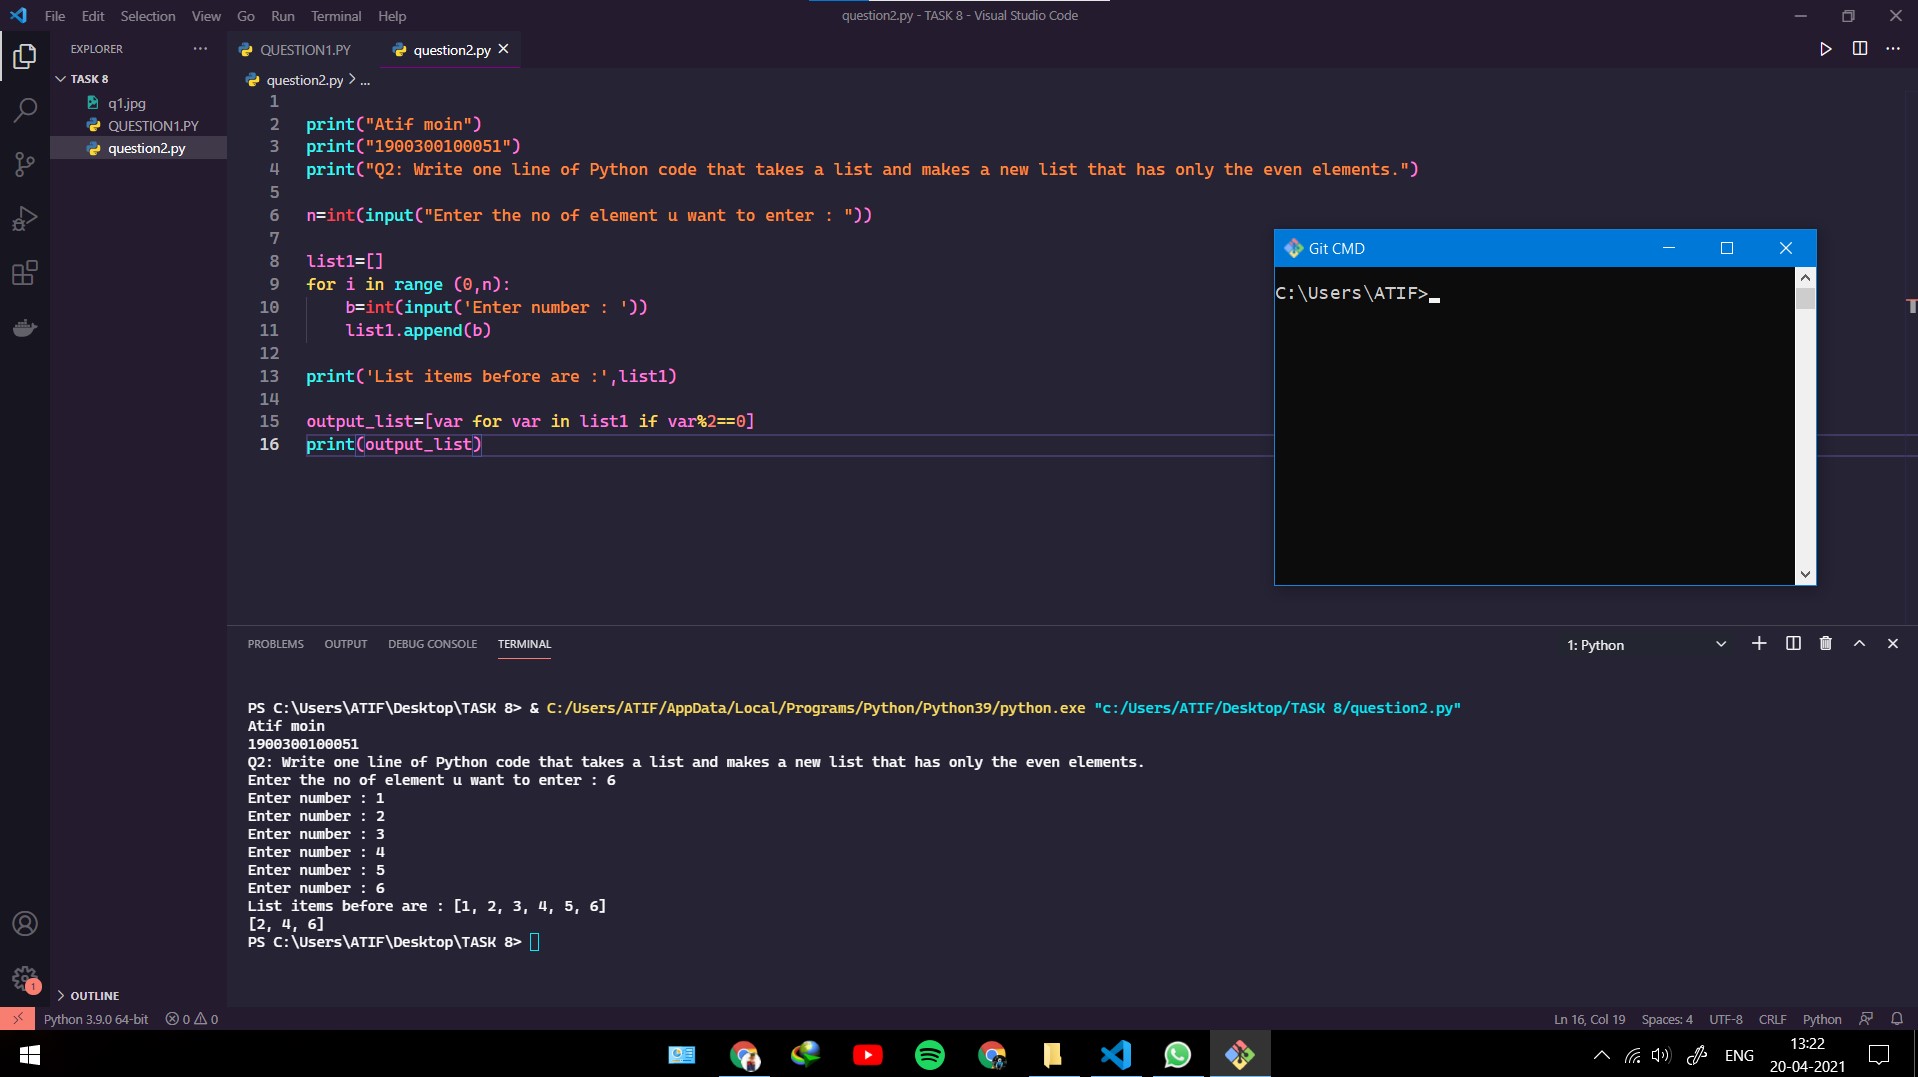 File Edit Selection View Go Run Terminal Help
question2.py - TASK 8 - Visual Studio Code
EXPLORER
TASK 8
q1.jpg
QUESTION1.PY
question2.py
OUTLINE
QUESTION1.PY question2.py
question2.py > ...
1
2 print("Atif moin")
3 print("1900300100051")
4 print("Q2: Write one line of Python code that takes a list and makes a new list that has only the even elements.")
5
6 n=int(input("Enter the no of element u want to enter : "))
7
8 list1=[]
9 for i in range (0,n):
10     b=int(input('Enter number : '))
11     list1.append(b)
12
13 print('List items before are :',list1)
14
15 output_list=[var for var in list1 if var%2==0]
16 print(output_list)
Git CMD
C:\Users\ATIF>
PROBLEMS OUTPUT DEBUG CONSOLE TERMINAL
1: Python
PS C:\Users\ATIF\Desktop\TASK 8> & C:/Users/ATIF/AppData/Local/Programs/Python/Python39/python.exe "c:/Users/ATIF/Desktop/TASK 8/question2.py"
Atif moin
1900300100051
Q2: Write one line of Python code that takes a list and makes a new list that has only the even elements.
Enter the no of element u want to enter : 6
Enter number : 1
Enter number : 2
Enter number : 3
Enter number : 4
Enter number : 5
Enter number : 6
List items before are : [1, 2, 3, 4, 5, 6]
[2, 4, 6]
PS C:\Users\ATIF\Desktop\TASK 8>
1
Python 3.9.0 64-bit 0 0
Ln 16, Col 19 Spaces: 4 UTF-8 CRLF Python
ENG
13:22
20-04-2021